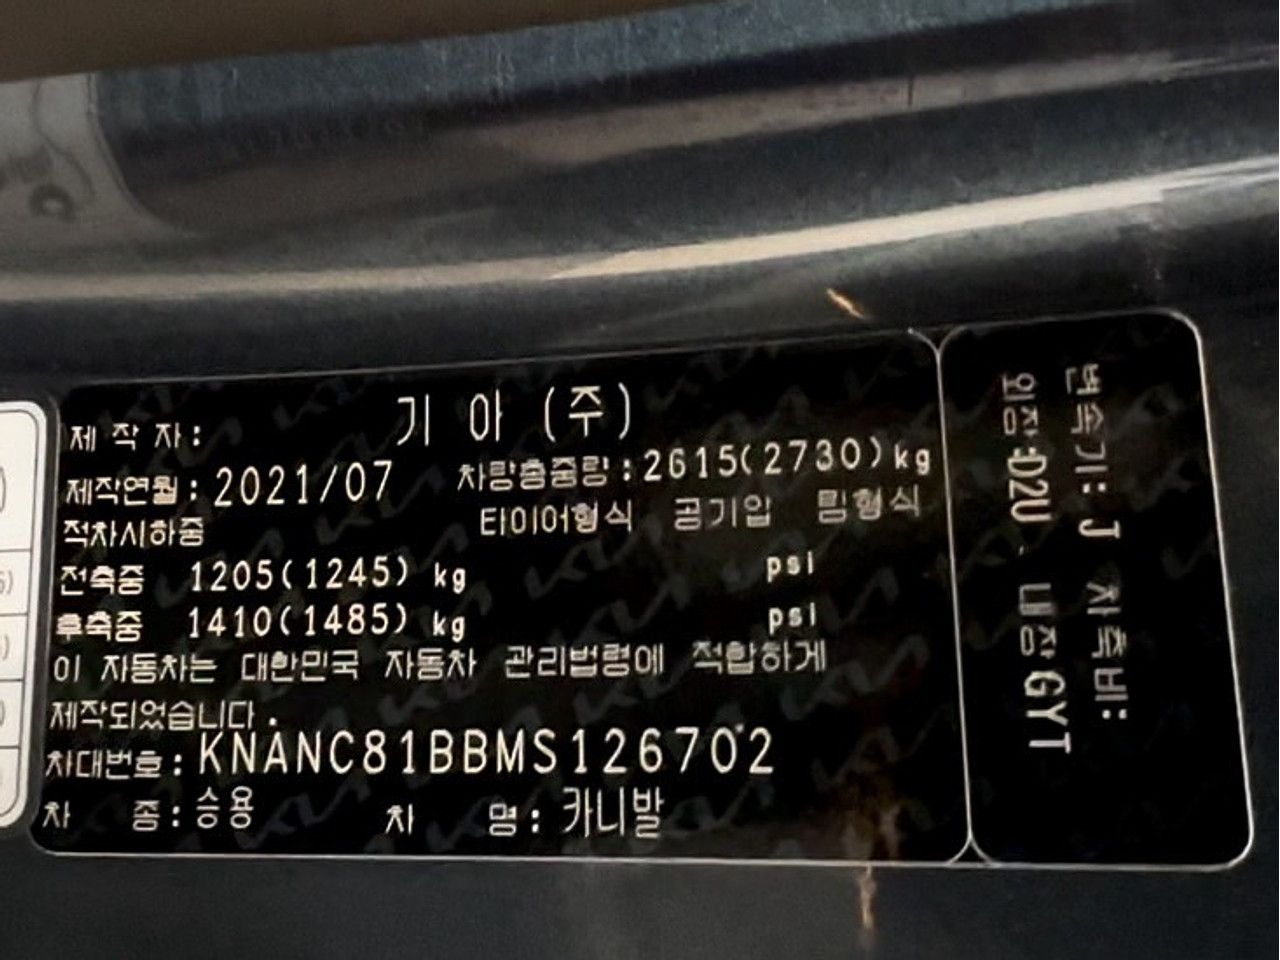 제 작 자: 기 아 (주)
제작연월: 2021/07 차량총중량: 2615(2730)kg
적차시하중 타이어형식 공기압 림형식
전축중 1205(1245) kg psi
후축중 1410(1485) kg psi
이 자동차는 대한민국 자동차 관리법령에 적합하게
제작되었습니다.
차대번호: KNANC81BBMS126702
차 종: 승용 차 명: 카니발
변속기: J 차축비:
외장:D2U 내장 GYT